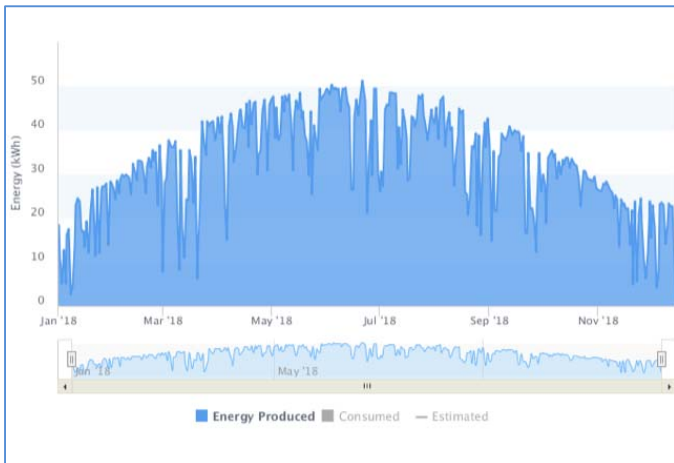 50
40
30
20
10
0
Energy (kWh)
Jan '18 Mar '18 May '18 Jul '18 Sep '18 Nov '18
Jan '18 May '18
Energy Produced Consumed Estimated